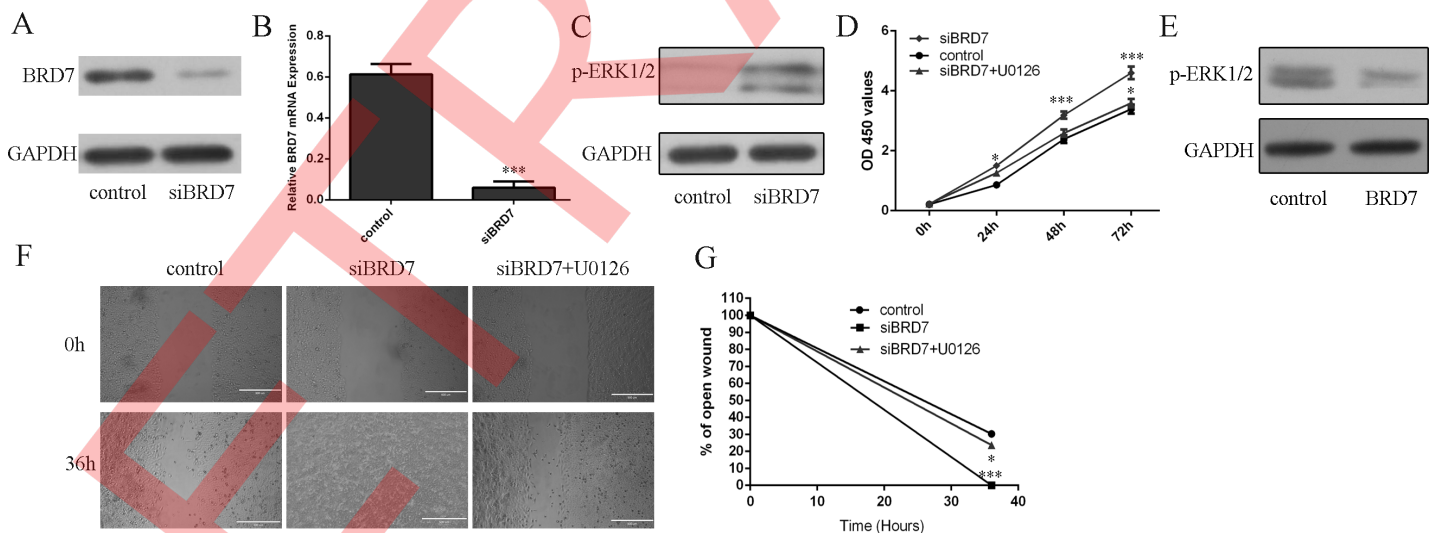 A
BRD7
GAPDH
control siBRD7
B
Relative BRD7 mRNA Expression
0.8
0.6
0.4
0.2
0.0
***
control
siBRD7
C
p-ERK1/2
GAPDH
control siBRD7
D
OD 450 values
6
4
2
0
siBRD7
control
siBRD7+U0126
*
***
***
*
0h
24h
48h
72h
E
p-ERK1/2
GAPDH
control BRD7
F
control siBRD7 siBRD7+U0126
0h
36h
G
% of open wound
110
100
90
80
70
60
50
40
30
20
10
0
control
siBRD7
siBRD7+U0126
*
***
0 10 20 30 40
Time (Hours)